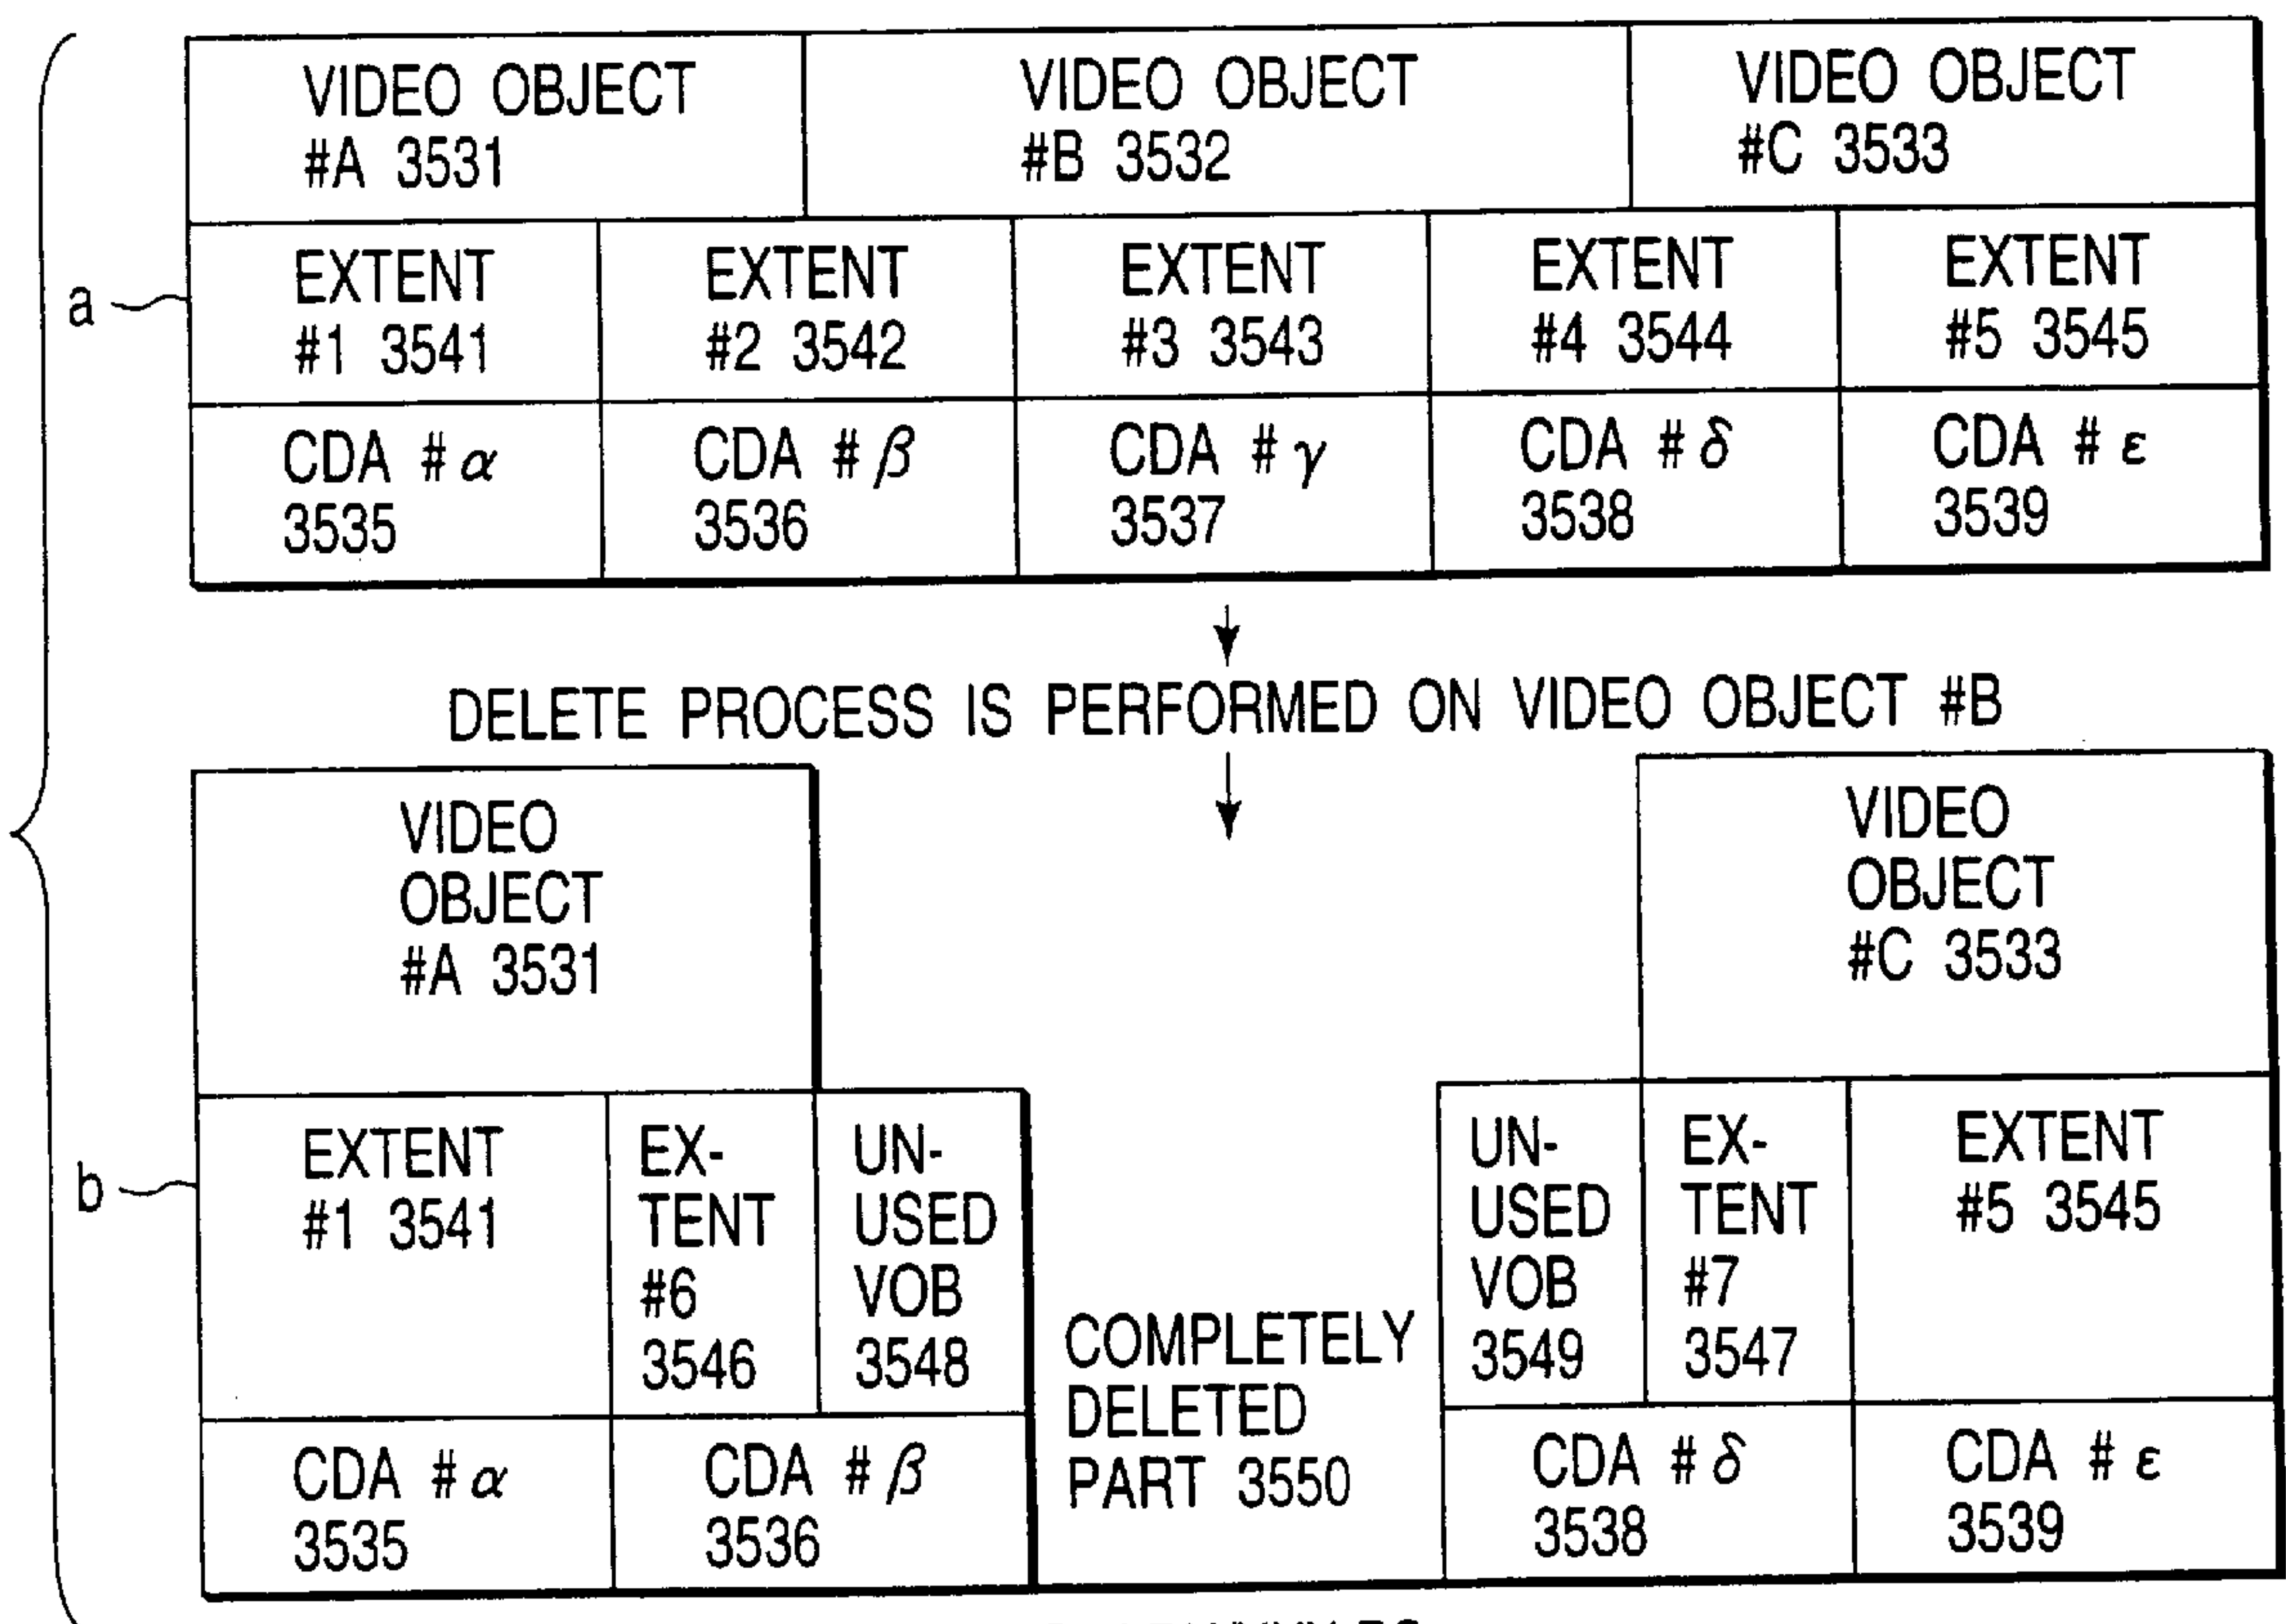 VIDEO OBJECT
#A 3531
VIDEO OBJECT
#B 3532
VIDEO OBJECT
#C 3533
a
EXTENT
#1 3541
EXTENT
#2 3542
EXTENT
#3 3543
EXTENT
#4 3544
EXTENT
#5 3545
CDA #α
3535
CDA #β
3536
CDA #γ
3537
CDA #δ
3538
CDA #ε
3539
DELETE PROCESS IS PERFORMED ON VIDEO OBJECT #B
VIDEO
OBJECT
#A 3531
VIDEO
OBJECT
#C 3533
b
EXTENT
#1 3541
EX-
TENT
#6
3546
UN-
USED
VOB
3548
COMPLETELY
DELETED
PART 3550
UN-
USED
VOB
3549
EX-
TENT
#7
3547
EXTENT
#5 3545
CDA #α
3535
CDA #β
3536
CDA #δ
3538
CDA #ε
3539